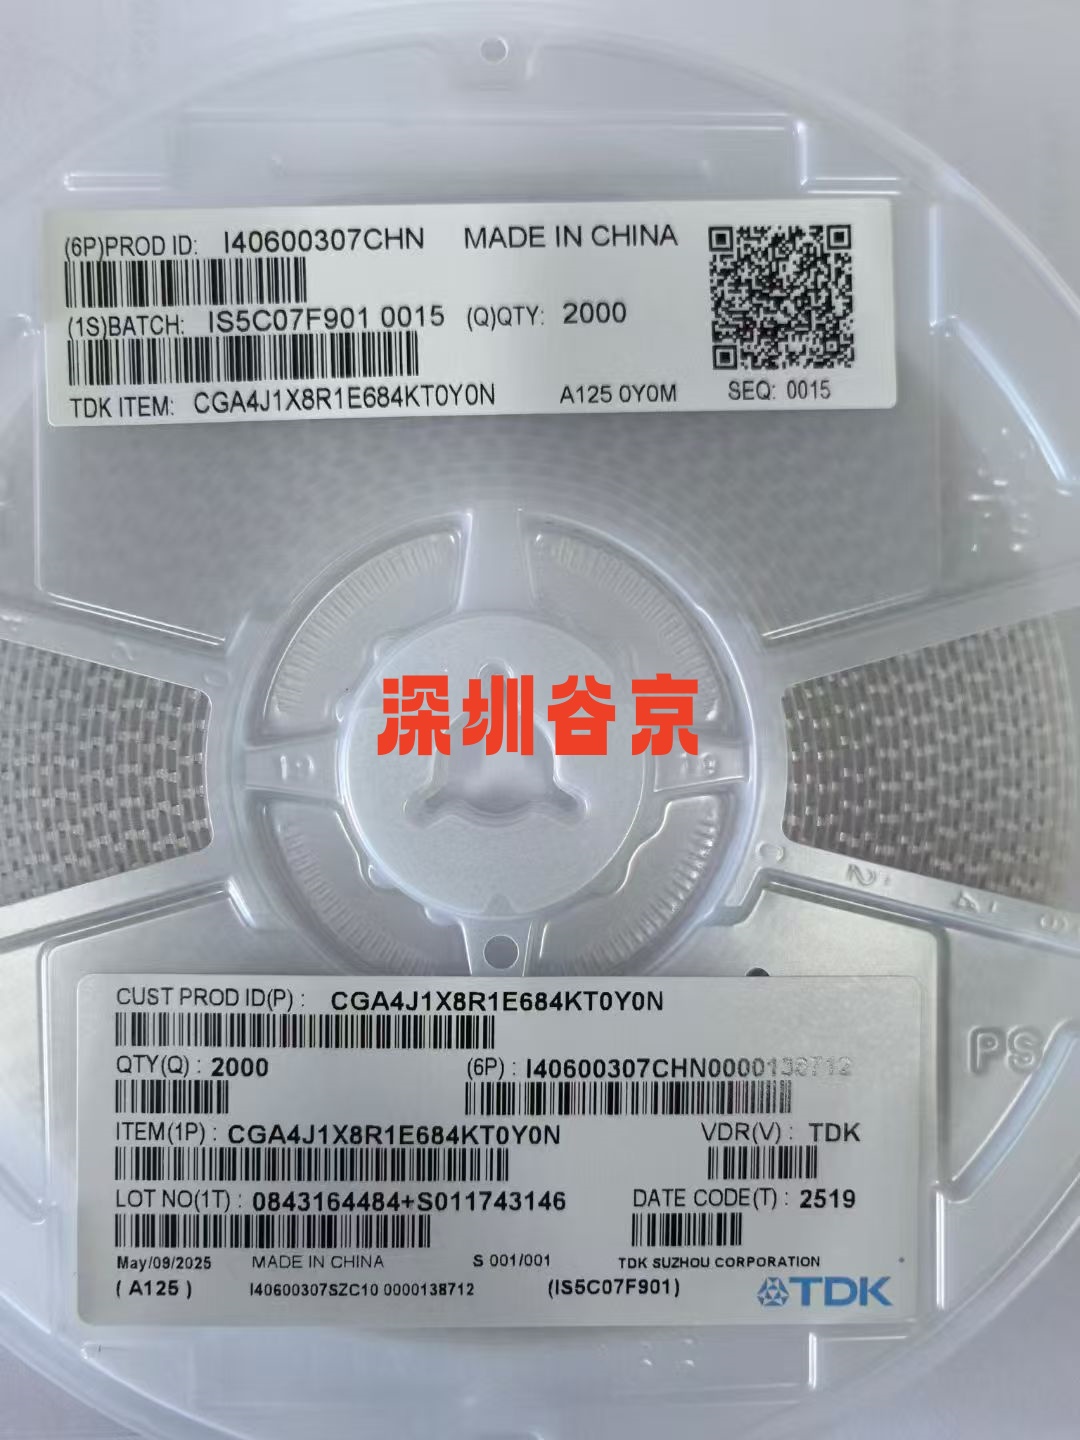 (6P)PROD ID: I40600307CHN MADE IN CHINA
(1S)BATCH: IS5C07F901 0015 (Q)QTY: 2000
TDK ITEM: CGA4J1X8R1E684KT0Y0N A125 0Y0M SEQ: 0015
深圳谷京
PS
CUST PROD ID(P) : CGA4J1X8R1E684KT0Y0N
QTY(Q) : 2000 (6P) : I40600307CHN0000138712
ITEM(1P) : CGA4J1X8R1E684KT0Y0N VDR(V) : TDK
LOT NO(1T) : 0843164484+S011743146 DATE CODE(T) : 2519
May/09/2025 MADE IN CHINA S 001/001 TDK SUZHOU CORPORATION
( A125 ) I40600307SZC10 0000138712 (IS5C07F901) TDK
PS